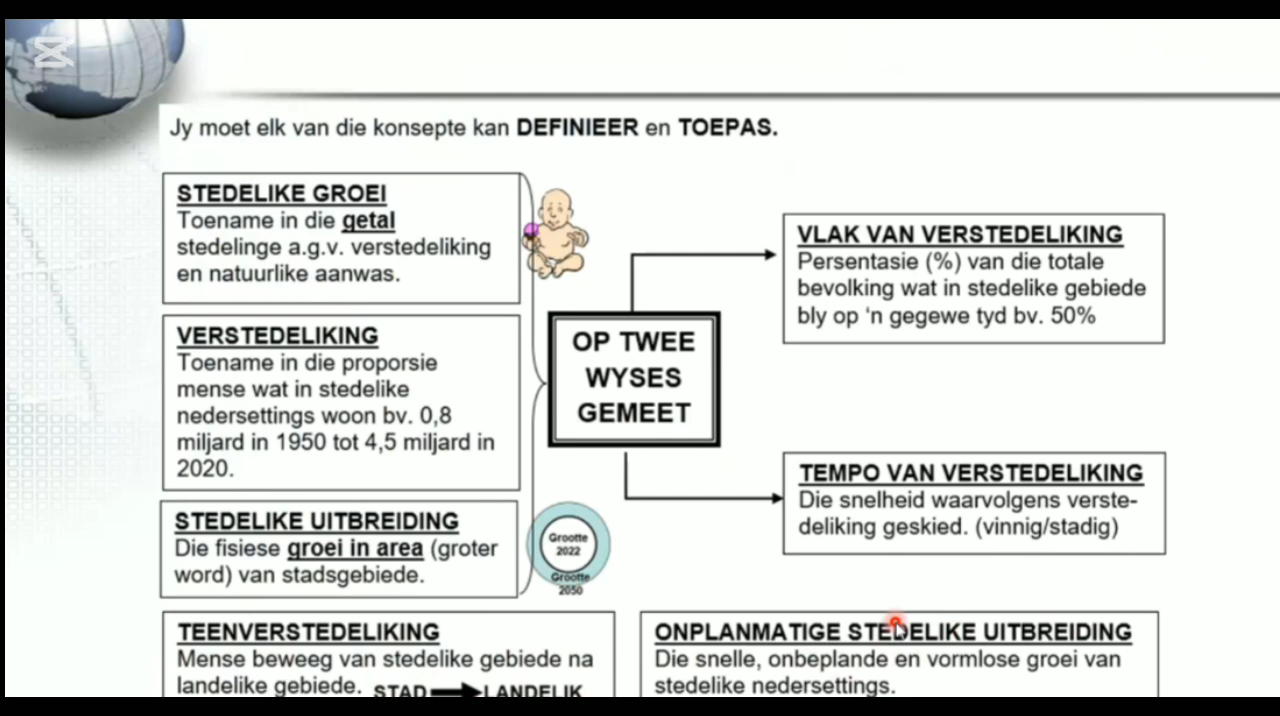 Jy moet elk van die konsepte kan DEFINIEER en TOEPAS.
STEDELIKE GROEI
Toename in die getal
stedelinge a.g.v. verstedeliking
en natuurlike aanwas.
VERSTEDELIKING
Toename in die proporsie
mense wat in stedelike
nedersettings woon bv. 0,8
miljard in 1950 tot 4,5 miljard in
2020.
STEDELIKE UITBREIDING
Die fisiese groei in area (groter
word) van stadsgebiede.
Grootte
2022
Grootte
2050
OP TWEE
WYSES
GEMEET
VLAK VAN VERSTEDELIKING
Persentasie (%) van die totale
bevolking wat in stedelike gebiede
bly op ‘n gegewe tyd bv. 50%
TEMPO VAN VERSTEDELIKING
Die snelheid waarvolgens verste-
deliking geskied. (vinnig/stadig)
TEENVERSTEDELIKING
Mense beweeg van stedelike gebiede na
landelike gebiede. STAD LANDELIK
ONPLANMATIGE STEDELIKE UITBREIDING
Die snelle, onbeplande en vormlose groei van
stedelike nedersettings.